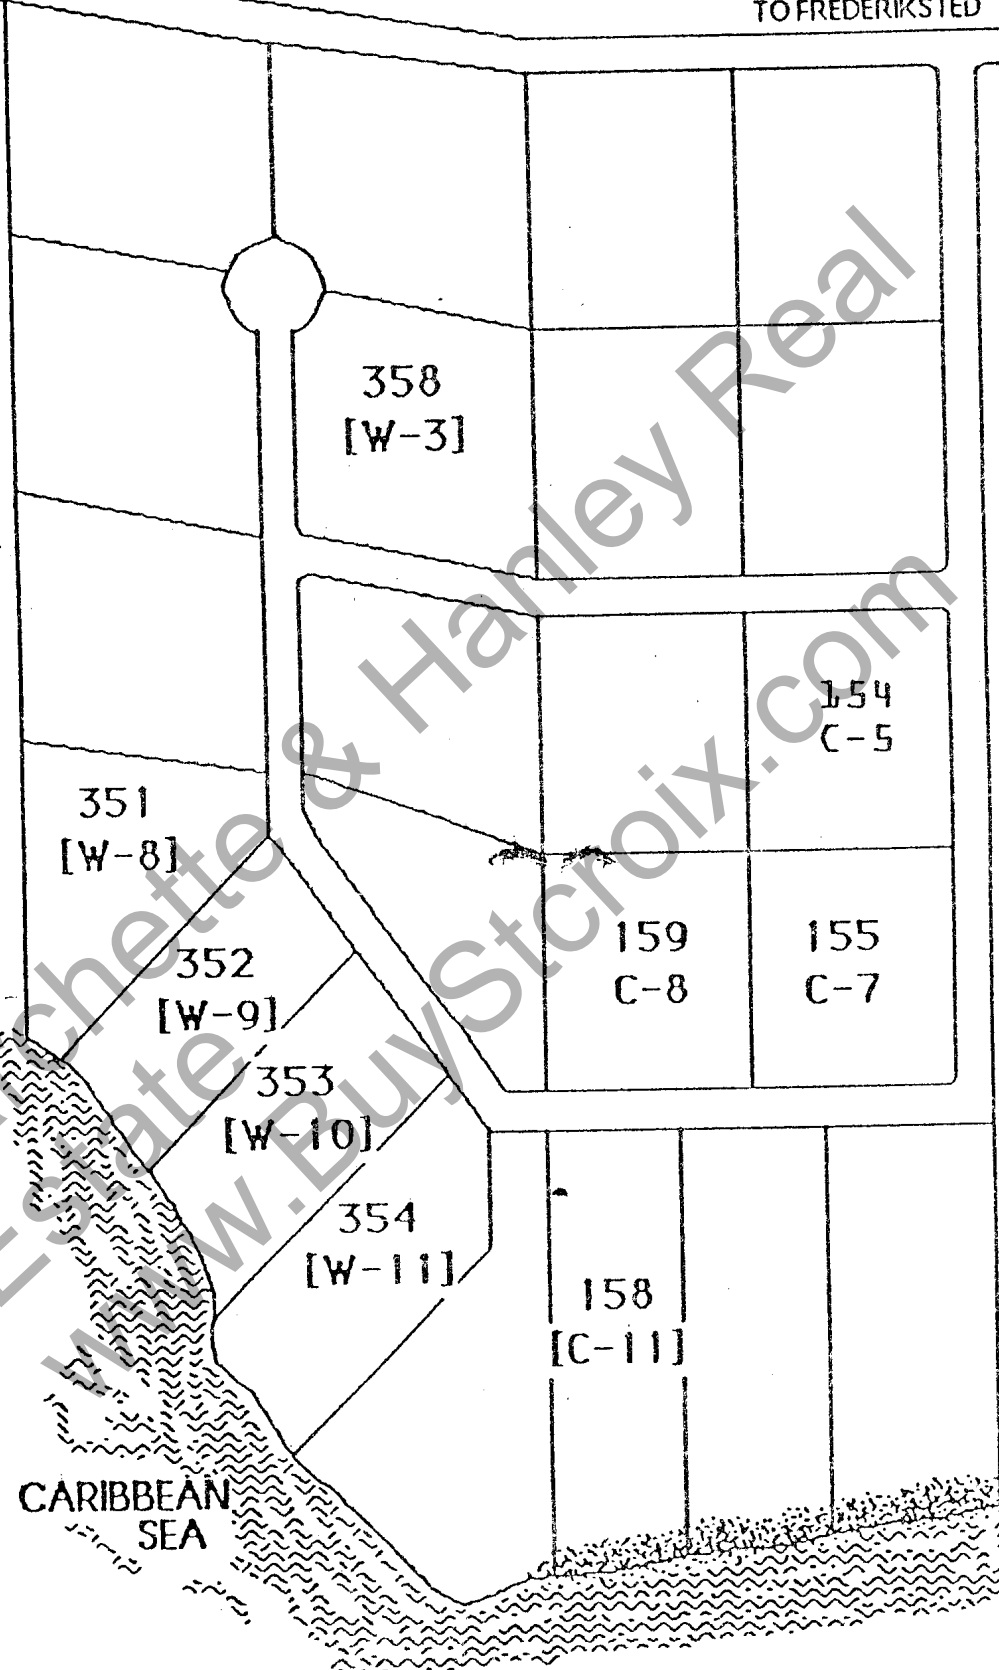 TO FREDERIKSTED
358
[W-3]
154
C-5
351
[W-8]
159
C-8
155
C-7
352
[W-9]
353
[W-10]
354
[W-11]
158
[C-11]
CARIBBEAN
SEA
chette & Hanley Real
Estate
www.BuyStcroix.com